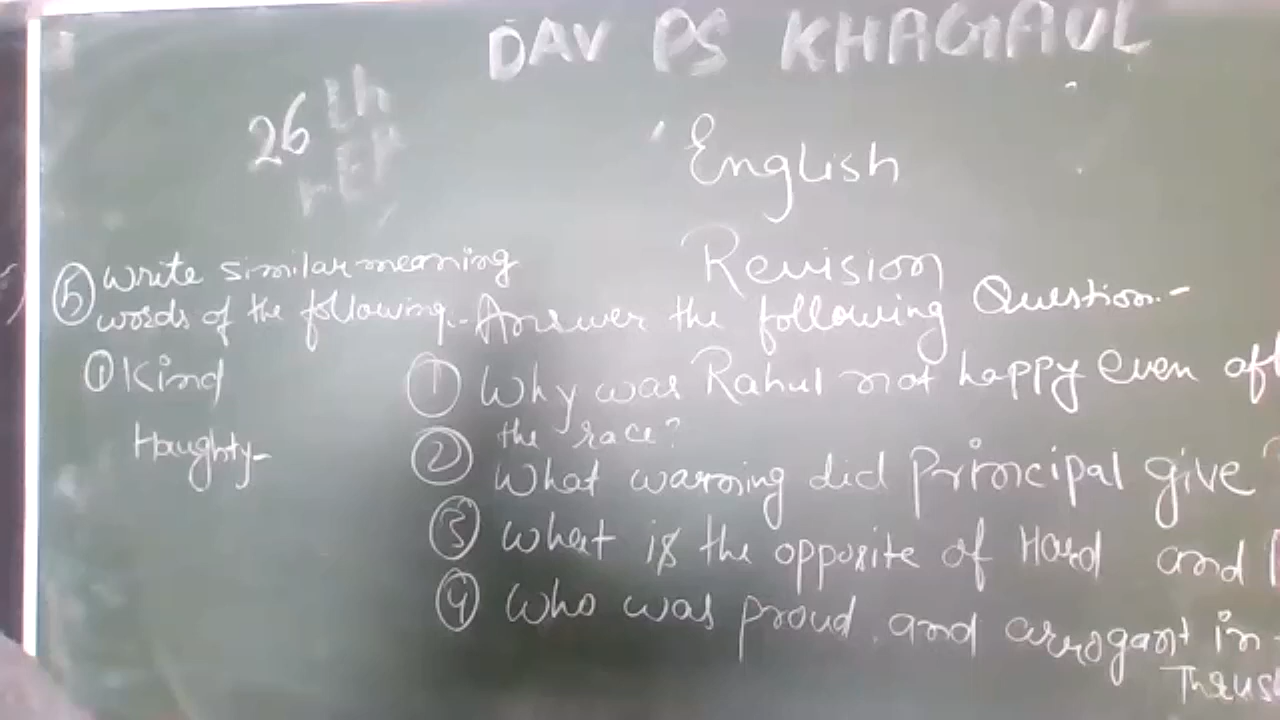 DAV PS KHAGAUL
26th
English
Revision
Answer the following Question.-
① Why was Rahul not happy even
the race?
② What warning did Principal give
③ What is the opposite of Hard and
④ Who was proud and arrogant in
⑤ Write similar meaning
words of the following.-
① Kind
Haughty-